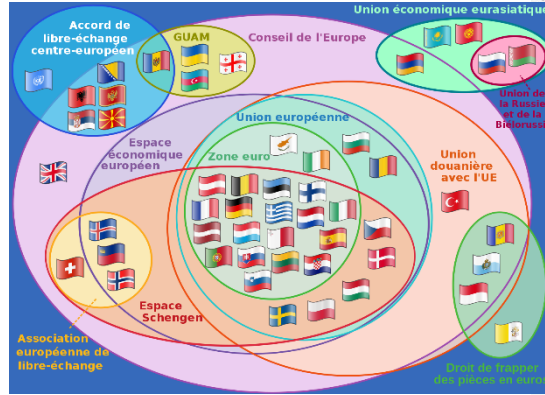 Accord de
libre-échange
centre-européen
GUAM
Conseil de l'Europe
Union économique eurasiatique
Union de
la Russie
et de la
Biélorussie
Espace
économique
européen
Union européenne
Zone euro
Union
douanière
avec l'UE
Espace
Schengen
Association
européenne de
libre-échange
Droit de frapper
des pièces en euros